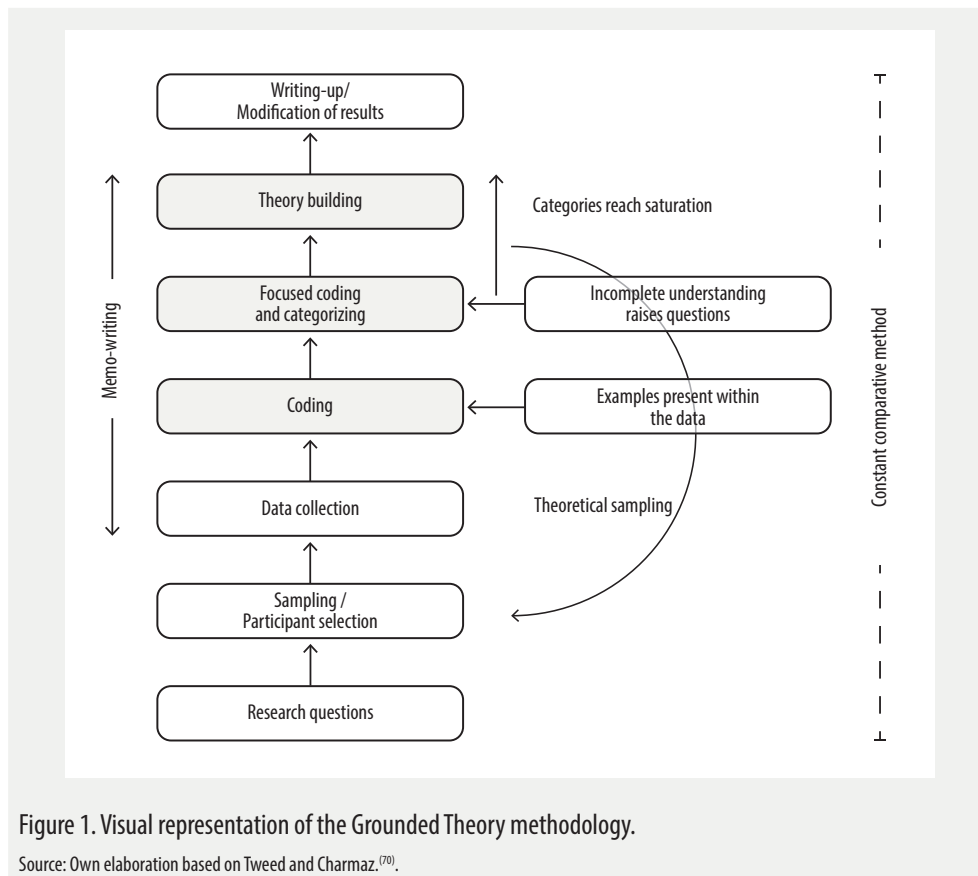 Writing-up/
Modification of results
Theory building
Categories reach saturation
Focused coding
and categorizing
Incomplete understanding
raises questions
Memo-writing
Constant comparative method
Coding
Examples present within
the data
Data collection
Theoretical sampling
Sampling /
Participant selection
Research questions
Figure 1. Visual representation of the Grounded Theory methodology.
Source: Own elaboration based on Tweed and Charmaz.(70).